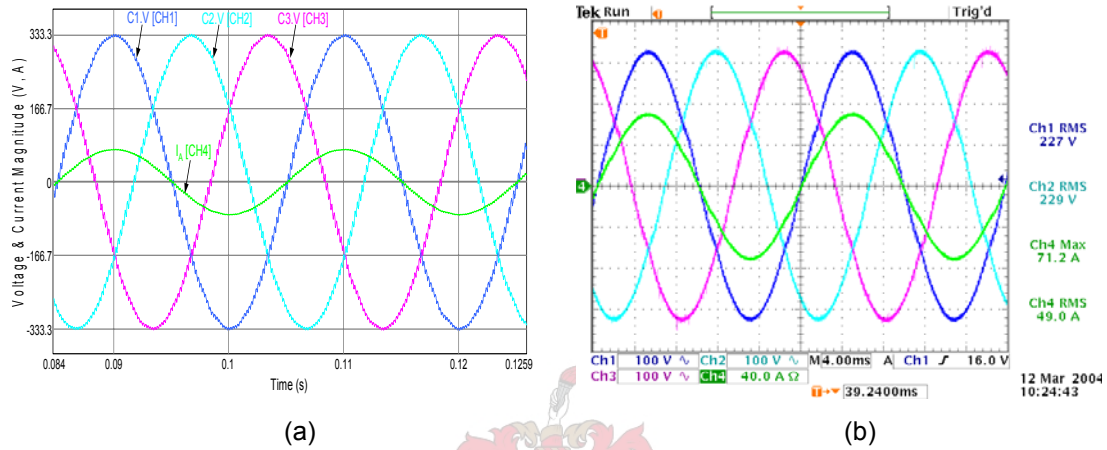 C1.V [CH1] C2.V [CH2] C3.V [CH3]
333.3
166.7
I_A [CH4]
0
-166.7
-333.3
Voltage & Current Magnitude (V, A)
0.084 0.09 0.1 0.11 0.12 0.1259
Time (s)
(a)
Tek Run Trig'd
T
4
Ch1 RMS
227 V
Ch2 RMS
229 V
Ch4 Max
71.2 A
Ch4 RMS
49.0 A
Ch1 100 V ∿ Ch2 100 V ∿ M 4.00ms A Ch1 ƒ 16.0 V
Ch3 100 V ∿ Ch4 40.0 A Ω
T→▼ 39.2400ms
12 Mar 2004
10:24:43
(b)